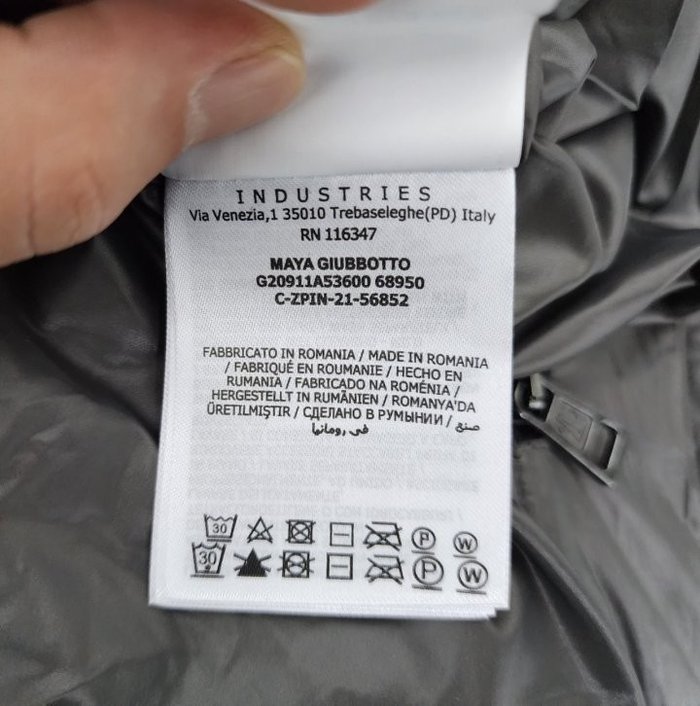 INDUSTRIES
Via Venezia,1 35010 Trebaseleghe(PD) Italy
RN 116347
MAYA GIUBBOTTO
G20911A53600 68950
C-ZPIN-21-56852
FABBRICATO IN ROMANIA / MADE IN ROMANIA
/ FABRIQUÉ EN ROUMANIE / HECHO EN
RUMANIA / FABRICADO NA ROMÉNIA /
HERGESTELLT IN RUMÄNIEN / ROMANYA'DA
ÜRETILMIŞTIR / СДЕЛАНО В РУМЫНИИ / صنع
في رومانيا
30 P W
30 P W